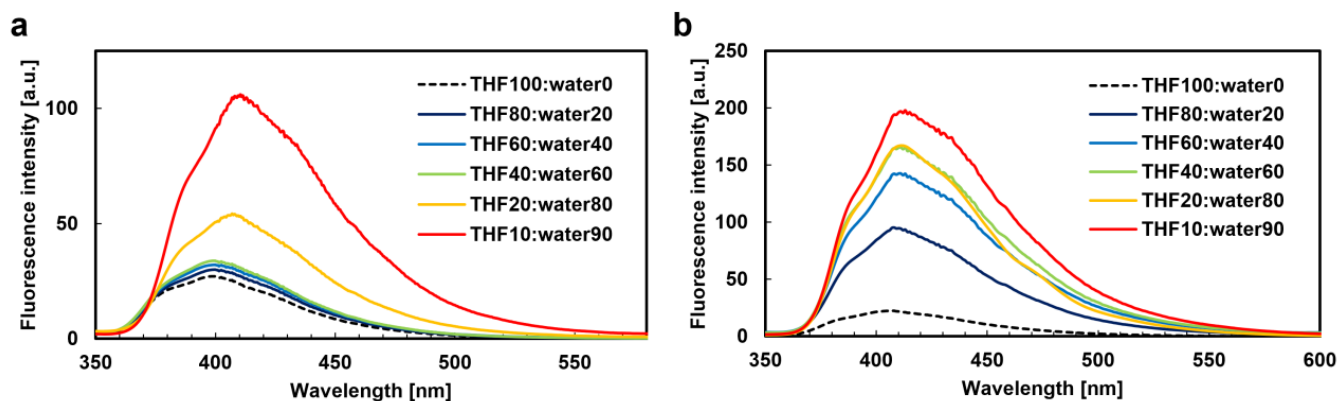 a
Fluorescence intensity [a.u.]
100
50
0
350
400
450
500
550
Wavelength [nm]
THF100:water0
THF80:water20
THF60:water40
THF40:water60
THF20:water80
THF10:water90
b
Fluorescence intensity [a.u.]
250
200
150
100
50
0
350
400
450
500
550
600
Wavelength [nm]
THF100:water0
THF80:water20
THF60:water40
THF40:water60
THF20:water80
THF10:water90